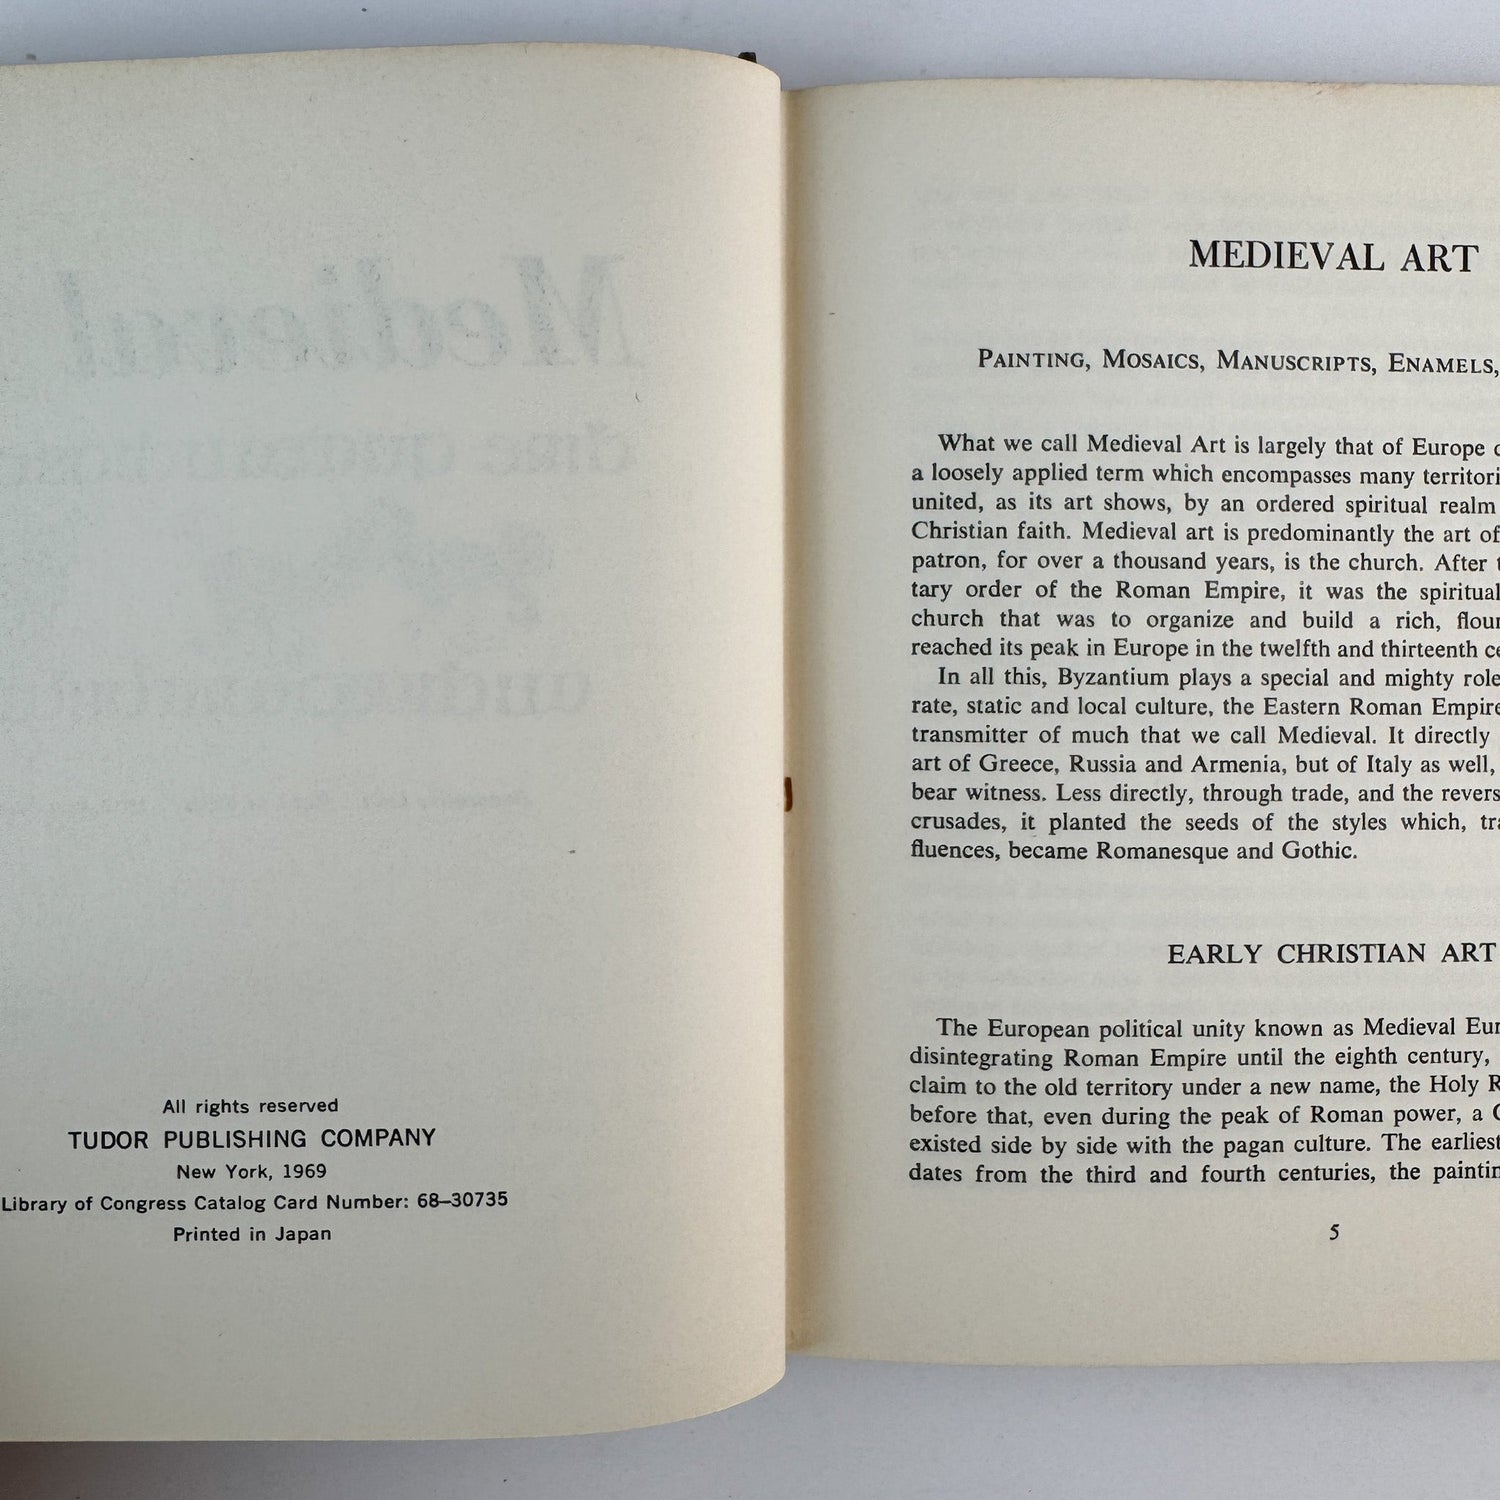 All rights reserved
TUDOR PUBLISHING COMPANY
New York, 1969
Library of Congress Catalog Card Number: 68–30735
Printed in Japan
MEDIEVAL ART
PAINTING, MOSAICS, MANUSCRIPTS, ENAMELS,
What we call Medieval Art is largely that of Europe
a loosely applied term which encompasses many
united, as its art shows, by an ordered spiritual realm
Christian faith. Medieval art is predominantly the art of
patron, for over a thousand years, is the church. After
tary order of the Roman Empire, it was the spiritual
church that was to organize and build a rich,
reached its peak in Europe in the twelfth and thirteenth
In all this, Byzantium plays a special and mighty role
rate, static and local culture, the Eastern Roman Empire
transmitter of much that we call Medieval. It directly
art of Greece, Russia and Armenia, but of Italy as well,
bear witness. Less directly, through trade, and the
crusades, it planted the seeds of the styles which,
fluences, became Romanesque and Gothic.
EARLY CHRISTIAN ART
The European political unity known as Medieval
disintegrating Roman Empire until the eighth century,
claim to the old territory under a new name, the Holy
before that, even during the peak of Roman power, a
existed side by side with the pagan culture. The earliest
dates from the third and fourth centuries, the
5